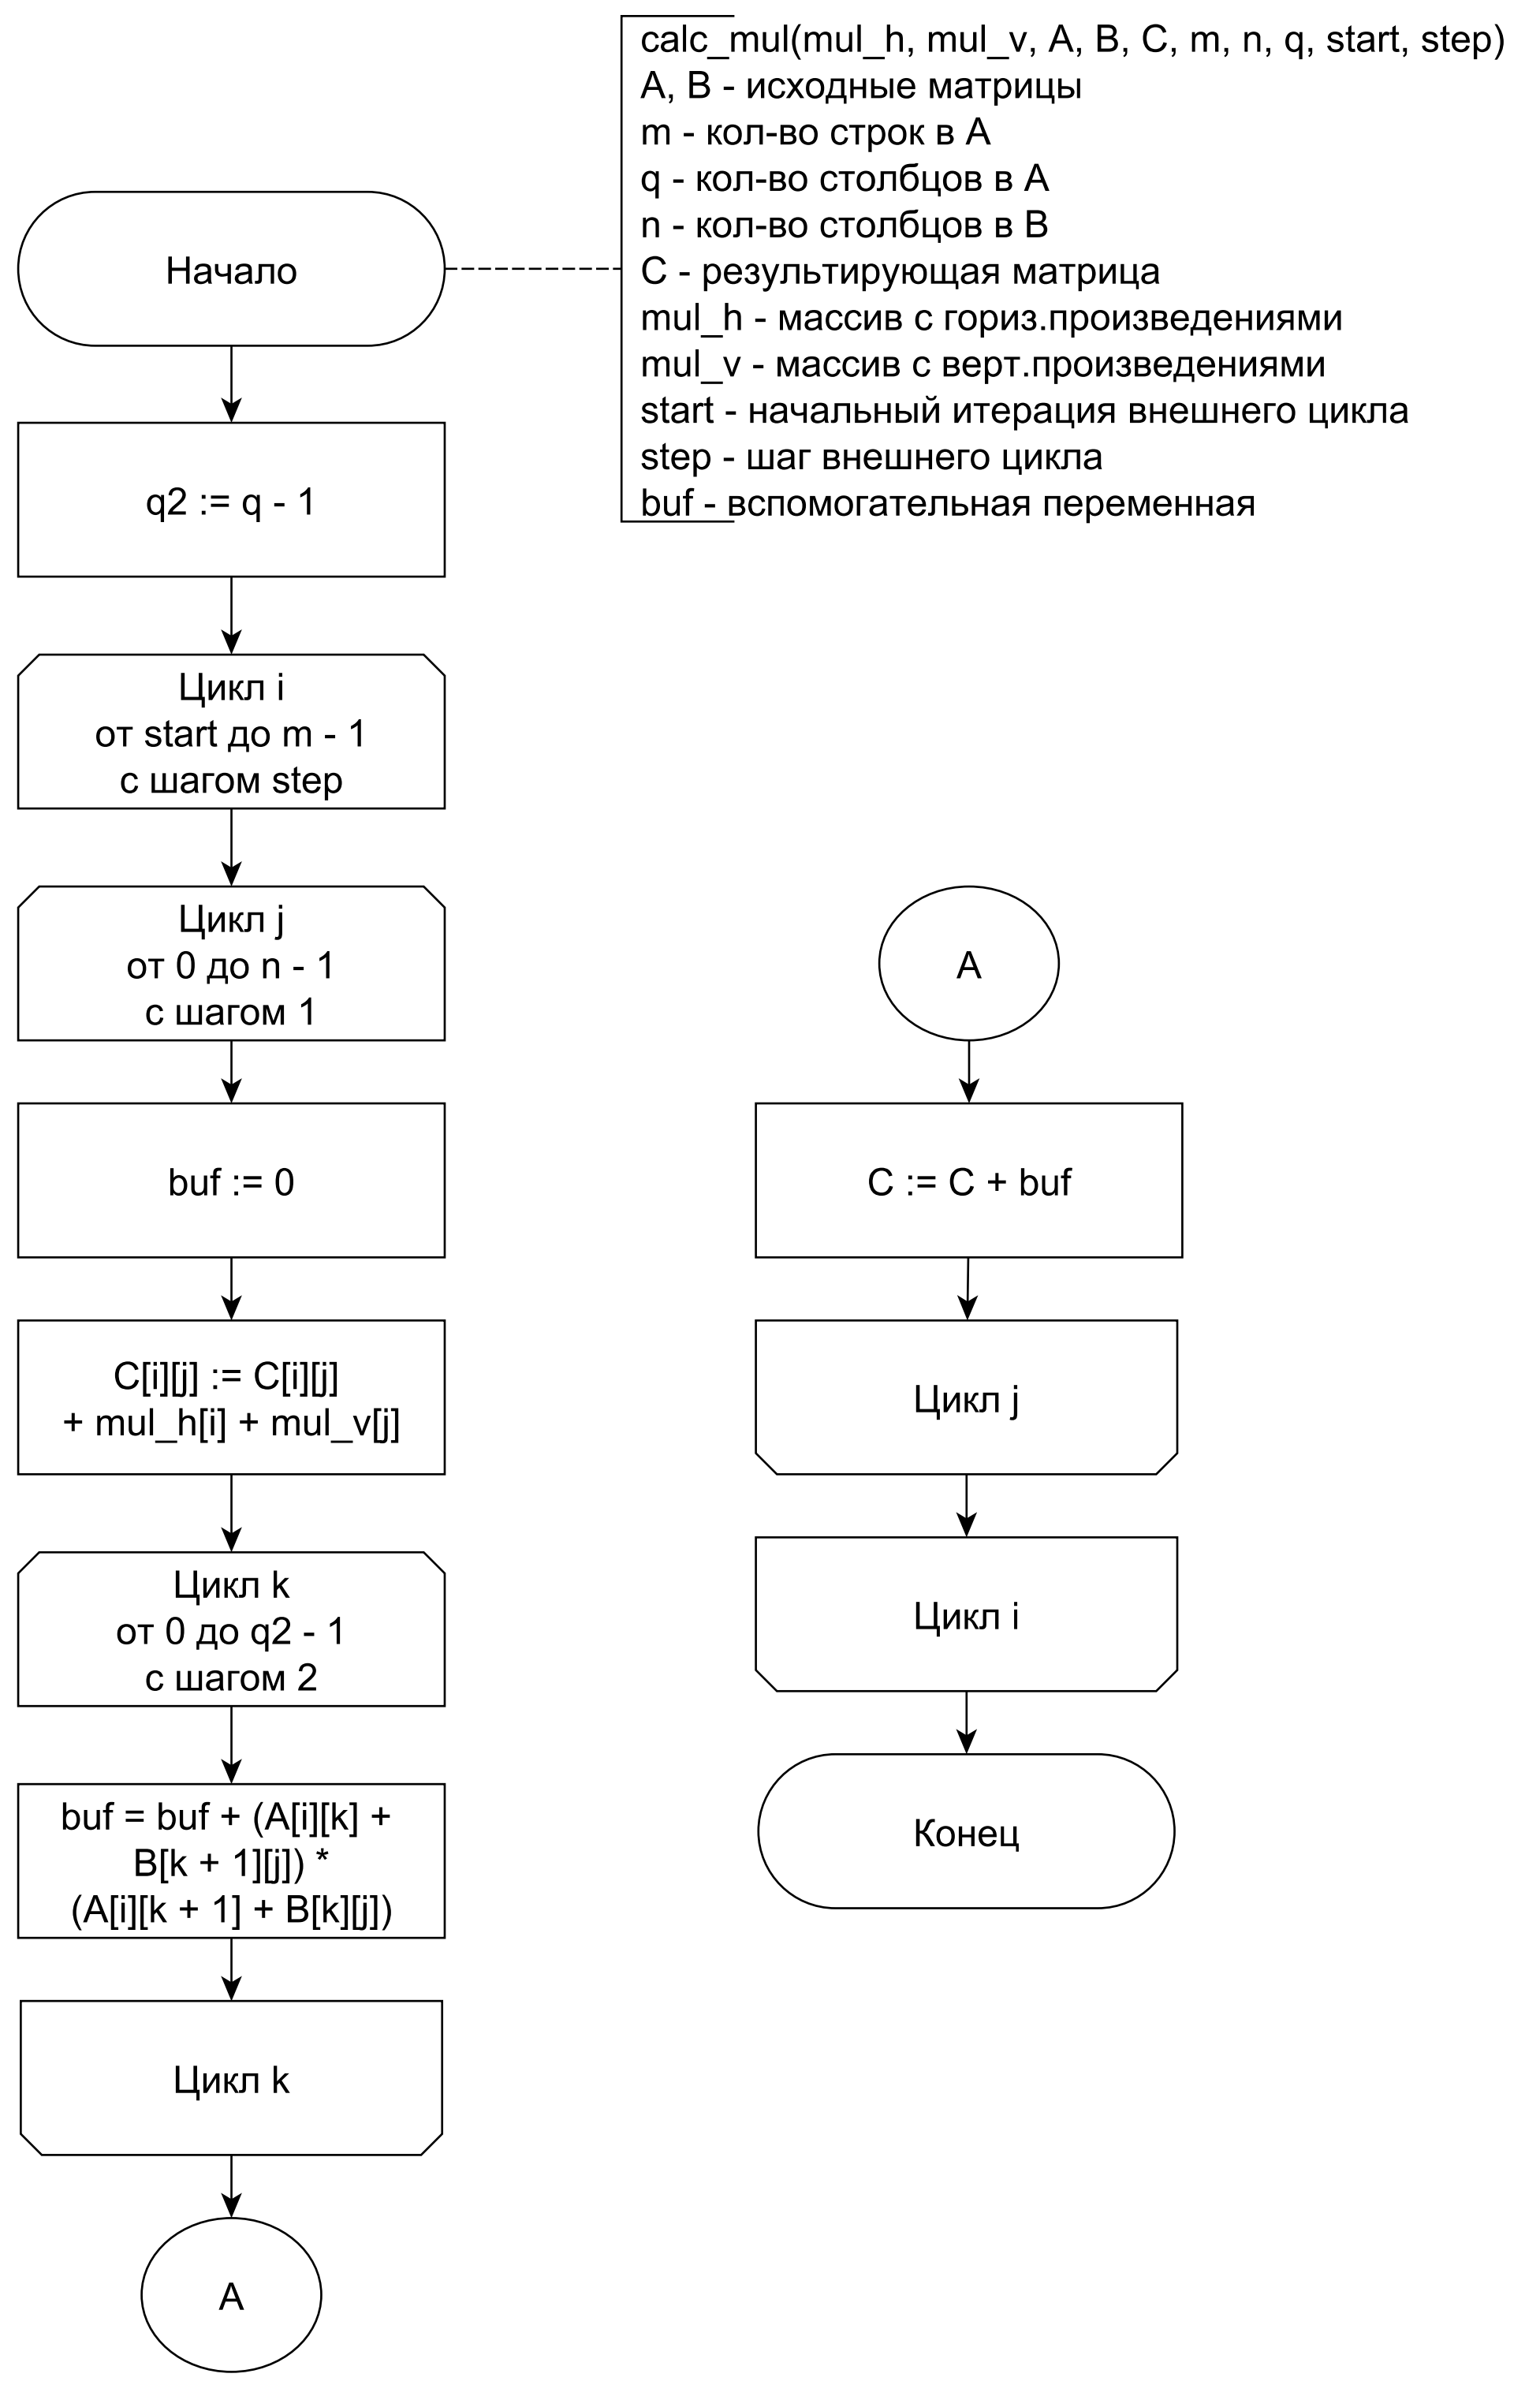 calc_mul(mul_h, mul_v, A, B, C, m, n, q, start, step)
A, B - исходные матрицы
m - кол-во строк в A
q - кол-во столбцов в A
n - кол-во столбцов в B
C - результирующая матрица
mul_h - массив с гориз.произведениями
mul_v - массив с верт.произведениями
start - начальный итерация внешнего цикла
step - шаг внешнего цикла
buf - вспомогательная переменная
Начало
q2 := q - 1
Цикл i
от start до m - 1
с шагом step
Цикл j
от 0 до n - 1
с шагом 1
buf := 0
C[i][j] := C[i][j]
+ mul_h[i] + mul_v[j]
Цикл k
от 0 до q2 - 1
с шагом 2
buf = buf + (A[i][k] +
B[k + 1][j]) *
(A[i][k + 1] + B[k][j])
Цикл k
A
A
C := C + buf
Цикл j
Цикл i
Конец